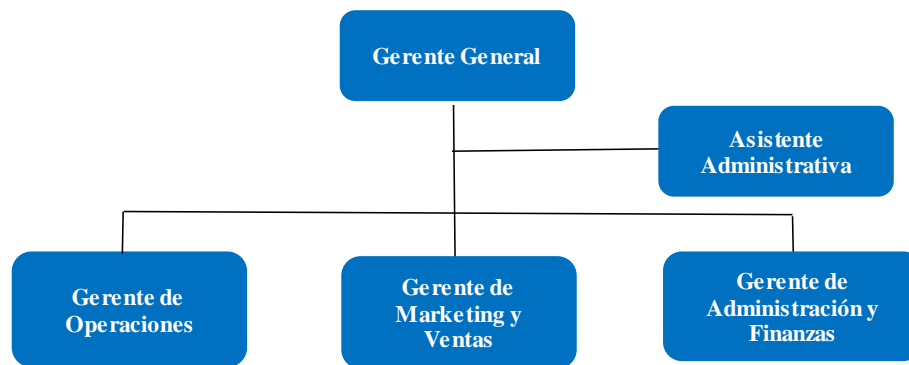 Gerente General
Asistente
Administrativa
Gerente de
Operaciones
Gerente de
Marketing y
Ventas
Gerente de
Administración y
Finanzas